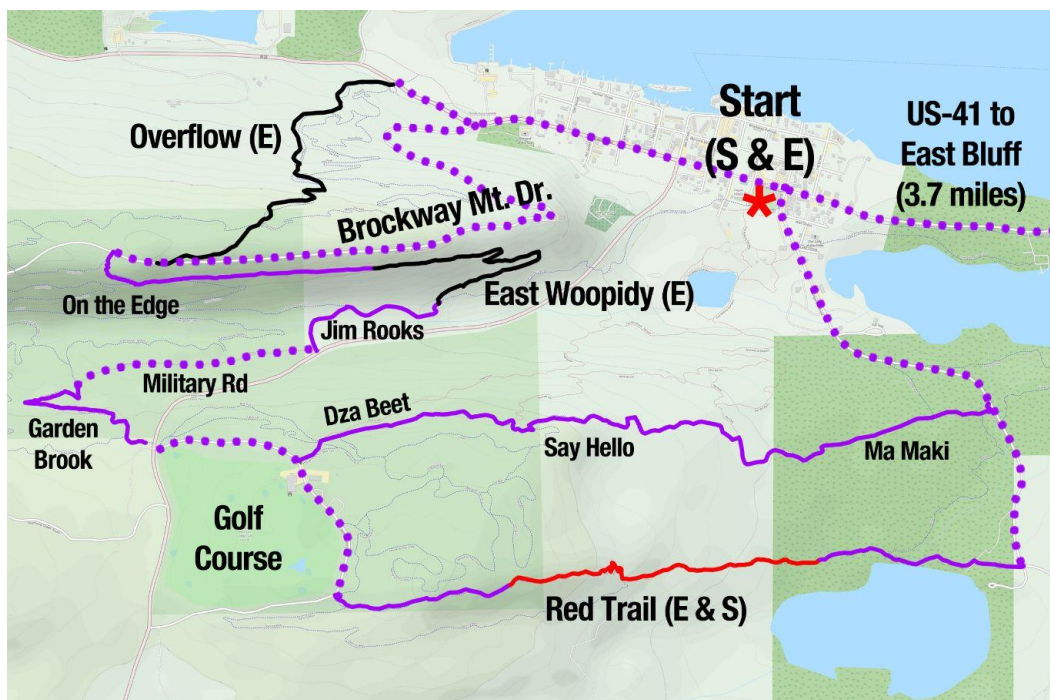 Start
(S & E)
US-41 to
East Bluff
(3.7 miles)
Overflow (E)
Brockway Mt. Dr.
On the Edge
East Woopidy (E)
Jim Rooks
Military Rd
Dza Beet
Garden
Brook
Say Hello
Ma Maki
Golf
Course
Red Trail (E & S)